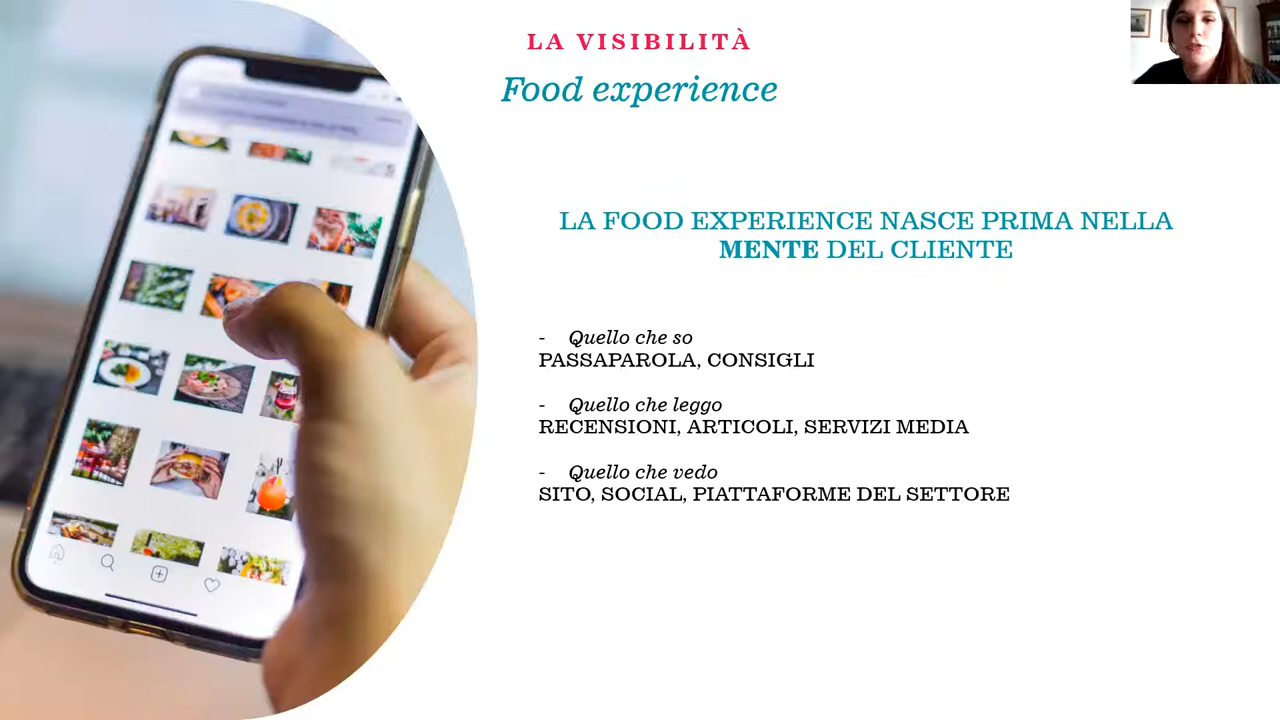 LA VISIBILITÀ
Food experience
LA FOOD EXPERIENCE NASCE PRIMA NELLA
MENTE DEL CLIENTE
- Quello che so
PASSAPAROLA, CONSIGLI
- Quello che leggo
RECENSIONI, ARTICOLI, SERVIZI MEDIA
- Quello che vedo
SITO, SOCIAL, PIATTAFORME DEL SETTORE